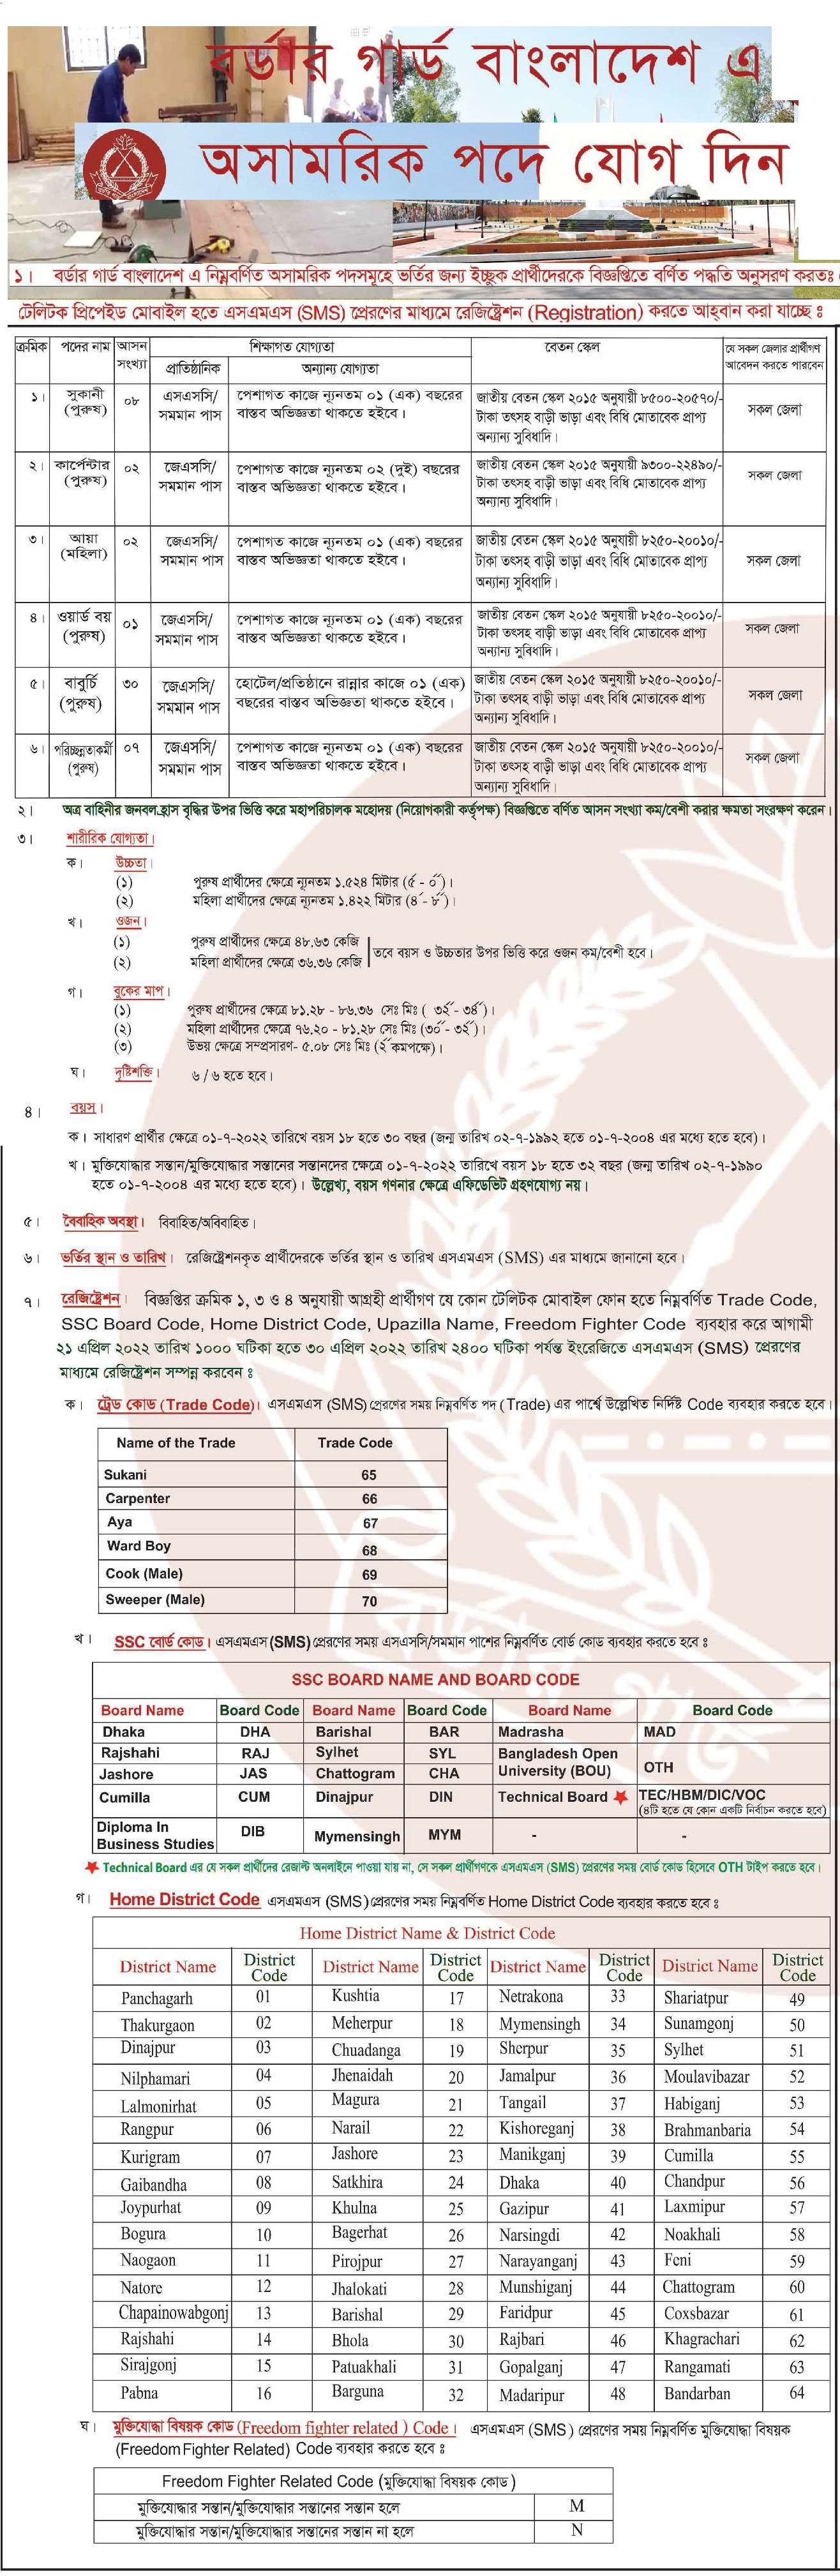 বর্ডার গার্ড বাংলাদেশ এ
অসামরিক পদে যোগ দিন
১। বর্ডার গার্ড বাংলাদেশ এ নিম্নবর্ণিত অসামরিক পদসমূহে ভর্তির জন্য ইচ্ছুক প্রার্থীদেরকে বিজ্ঞপ্তিতে বর্ণিত পদ্ধতি অনুসরণ করতঃ
টেলিটক প্রিপেইড মোবাইল হতে এসএমএস (SMS) প্রেরণের মাধ্যমে রেজিষ্ট্রেশন (Registration) করতে আহ্বান করা যাচ্ছে ঃ
ক্রমিক পদের নাম আসন সংখ্যা শিক্ষাগত যোগ্যতা বেতন স্কেল যে সকল জেলার প্রার্থীগণ আবেদন করতে পারবেন
প্রাতিষ্ঠানিক অন্যান্য যোগ্যতা
১। সুকানী ০৮ এসএসসি/ পেশাগত কাজে ন্যূনতম ০১ (এক) বছরের জাতীয় বেতন স্কেল ২০১৫ অনুযায়ী ৮৫০০-২০৫৭০/- সকল জেলা
(পুরুষ) সমমান পাস বাস্তব অভিজ্ঞতা থাকতে হইবে। টাকা তৎসহ বাড়ী ভাড়া এবং বিধি মোতাবেক প্রাপ্য
অন্যান্য সুবিধাদি।
২। কার্পেন্টার ০২ জেএসসি/ পেশাগত কাজে ন্যূনতম ০২ (দুই) বছরের জাতীয় বেতন স্কেল ২০১৫ অনুযায়ী ৯৩০০-২২৪৯০/- সকল জেলা
(পুরুষ) সমমান পাস বাস্তব অভিজ্ঞতা থাকতে হইবে। টাকা তৎসহ বাড়ী ভাড়া এবং বিধি মোতাবেক প্রাপ্য
অন্যান্য সুবিধাদি।
৩। আয়া ০২ জেএসসি/ পেশাগত কাজে ন্যূনতম ০১ (এক) বছরের জাতীয় বেতন স্কেল ২০১৫ অনুযায়ী ৮২৫০-২০০১০/- সকল জেলা
(মহিলা) সমমান পাস বাস্তব অভিজ্ঞতা থাকতে হইবে। টাকা তৎসহ বাড়ী ভাড়া এবং বিধি মোতাবেক প্রাপ্য
অন্যান্য সুবিধাদি।
৪। ওয়ার্ড বয় ০১ জেএসসি/ পেশাগত কাজে ন্যূনতম ০১ (এক) বছরের জাতীয় বেতন স্কেল ২০১৫ অনুযায়ী ৮২৫০-২০০১০/- সকল জেলা
(পুরুষ) সমমান পাস বাস্তব অভিজ্ঞতা থাকতে হইবে। টাকা তৎসহ বাড়ী ভাড়া এবং বিধি মোতাবেক প্রাপ্য
অন্যান্য সুবিধাদি।
৫। বাবুর্চি ৩০ জেএসসি/ হোটেল/প্রতিষ্ঠানে রান্নার কাজে ০১ (এক) জাতীয় বেতন স্কেল ২০১৫ অনুযায়ী ৮২৫০-২০০১০/- সকল জেলা
(পুরুষ) সমমান পাস বছরের বাস্তব অভিজ্ঞতা থাকতে হইবে। টাকা তৎসহ বাড়ী ভাড়া এবং বিধি মোতাবেক প্রাপ্য
অন্যান্য সুবিধাদি।
৬। পরিচ্ছন্নতাকর্মী ০৭ জেএসসি/ পেশাগত কাজে ন্যূনতম ০১ (এক) বছরের জাতীয় বেতন স্কেল ২০১৫ অনুযায়ী ৮২৫০-২০০১০/- সকল জেলা
(পুরুষ) সমমান পাস বাস্তব অভিজ্ঞতা থাকতে হইবে। টাকা তৎসহ বাড়ী ভাড়া এবং বিধি মোতাবেক প্রাপ্য
অন্যান্য সুবিধাদি।
২। অত্র বাহিনীর জনবল হ্রাস বৃদ্ধির উপর ভিত্তি করে মহাপরিচালক মহোদয় (নিয়োগকারী কর্তৃপক্ষ) বিজ্ঞপ্তিতে বর্ণিত আসন সংখ্যা কম/বেশী করার ক্ষমতা সংরক্ষণ করেন।
৩। শারীরিক যোগ্যতা।
ক। উচ্চতা।
(১) পুরুষ প্রার্থীদের ক্ষেত্রে ন্যূনতম ১.৫২৪ মিটার (৫´ - ০˝)।
(২) মহিলা প্রার্থীদের ক্ষেত্রে ন্যূনতম ১.৪২২ মিটার (৪´ - ৮˝)।
খ। ওজন।
(১) পুরুষ প্রার্থীদের ক্ষেত্রে ৪৮.৬৩ কেজি
তবে বয়স ও উচ্চতার উপর ভিত্তি করে ওজন কম/বেশী হবে।
(২) মহিলা প্রার্থীদের ক্ষেত্রে ৩৬.৩৬ কেজি
গ। বুকের মাপ।
(১) পুরুষ প্রার্থীদের ক্ষেত্রে ৮১.২৮ - ৮৬.৩৬ সেঃ মিঃ ( ৩২˝ - ৩৪˝)।
(২) মহিলা প্রার্থীদের ক্ষেত্রে ৭৬.২০ - ৮১.২৮ সেঃ মিঃ (৩০˝ - ৩২˝)।
(৩) উভয় ক্ষেত্রে সম্প্রসারণ- ৫.০৮ সেঃ মিঃ (২˝ কমপক্ষে)।
ঘ। দৃষ্টিশক্তি। ৬ / ৬ হতে হবে।
৪। বয়স।
ক। সাধারণ প্রার্থীর ক্ষেত্রে ০১-৭-২০২২ তারিখে বয়স ১৮ হতে ৩০ বছর (জন্ম তারিখ ০২-৭-১৯৯২ হতে ০১-৭-২০০৪ এর মধ্যে হতে হবে)।
খ। মুক্তিযোদ্ধার সন্তান/মুক্তিযোদ্ধার সন্তানের সন্তানদের ক্ষেত্রে ০১-৭-২০২২ তারিখে বয়স ১৮ হতে ৩২ বছর (জন্ম তারিখ ০২-৭-১৯৯০
হতে ০১-৭-২০০৪ এর মধ্যে হতে হবে)। উল্লেখ্য, বয়স গণনার ক্ষেত্রে এফিডেভিট গ্রহণযোগ্য নয়।
৫। বৈবাহিক অবস্থা। বিবাহিত/অবিবাহিত।
৬। ভর্তির স্থান ও তারিখ। রেজিষ্ট্রেশনকৃত প্রার্থীদেরকে ভর্তির স্থান ও তারিখ এসএমএস (SMS) এর মাধ্যমে জানানো হবে।
৭। রেজিষ্ট্রেশন। বিজ্ঞপ্তির ক্রমিক ১, ৩ ও ৪ অনুযায়ী আগ্রহী প্রার্থীগণ যে কোন টেলিটক মোবাইল ফোন হতে নিম্নবর্ণিত Trade Code,
SSC Board Code, Home District Code, Upazilla Name, Freedom Fighter Code ব্যবহার করে আগামী
২১ এপ্রিল ২০২২ তারিখ ১০০০ ঘটিকা হতে ৩০ এপ্রিল ২০২২ তারিখ ২৪০০ ঘটিকা পর্যন্ত ইংরেজিতে এসএমএস (SMS) প্রেরণের
মাধ্যমে রেজিষ্ট্রেশন সম্পন্ন করবেন ঃ
ক। ট্রেড কোড (Trade Code)। এসএমএস (SMS) প্রেরণের সময় নিম্নবর্ণিত পদ (Trade) এর পার্শ্বে উল্লেখিত নির্দিষ্ট Code ব্যবহার করতে হবে।
Name of the Trade Trade Code
Sukani 65
Carpenter 66
Aya 67
Ward Boy 68
Cook (Male) 69
Sweeper (Male) 70
খ। SSC বোর্ড কোড। এসএমএস (SMS) প্রেরণের সময় এসএসসি/সমমান পাশের নিম্নবর্ণিত বোর্ড কোড ব্যবহার করতে হবে ঃ
SSC BOARD NAME AND BOARD CODE
Board Name Board Code Board Name Board Code Board Name Board Code
Dhaka DHA Barishal BAR Madrasha MAD
Rajshahi RAJ Sylhet SYL Bangladesh Open
Jashore JAS Chattogram CHA University (BOU) OTH
Cumilla CUM Dinajpur DIN Technical Board TEC/HBM/DIC/VOC
(৪টি হতে যে কোন একটি নির্বাচন করতে হবে)
Diploma In
Business Studies DIB Mymensingh MYM - -
Technical Board এর যে সকল প্রার্থীদের রেজাল্ট অনলাইনে পাওয়া যায় না, সে সকল প্রার্থীগণকে এসএমএস (SMS) প্রেরণের সময় বোর্ড কোড হিসেবে OTH টাইপ করতে হবে।
গ। Home District Code এসএমএস (SMS) প্রেরণের সময় নিম্নবর্ণিত Home District Code ব্যবহার করতে হবে ঃ
Home District Name & District Code
District Name District Code District Name District Code District Name District Code District Name District Code
Panchagarh 01 Kushtia 17 Netrakona 33 Shariatpur 49
Thakurgaon 02 Meherpur 18 Mymensingh 34 Sunamgonj 50
Dinajpur 03 Chuadanga 19 Sherpur 35 Sylhet 51
Nilphamari 04 Jhenaidah 20 Jamalpur 36 Moulavibazar 52
Lalmonirhat 05 Magura 21 Tangail 37 Habiganj 53
Rangpur 06 Narail 22 Kishoreganj 38 Brahmanbaria 54
Kurigram 07 Jashore 23 Manikganj 39 Cumilla 55
Gaibandha 08 Satkhira 24 Dhaka 40 Chandpur 56
Joypurhat 09 Khulna 25 Gazipur 41 Laxmipur 57
Bogura 10 Bagerhat 26 Narsingdi 42 Noakhali 58
Naogaon 11 Pirojpur 27 Narayanganj 43 Feni 59
Natore 12 Jhalokati 28 Munshiganj 44 Chattogram 60
Chapainowabgonj 13 Barishal 29 Faridpur 45 Coxsbazar 61
Rajshahi 14 Bhola 30 Rajbari 46 Khagrachari 62
Sirajgonj 15 Patuakhali 31 Gopalganj 47 Rangamati 63
Pabna 16 Barguna 32 Madaripur 48 Bandarban 64
ঘ। মুক্তিযোদ্ধা বিষয়ক কোড (Freedom fighter related ) Code। এসএমএস (SMS ) প্রেরণের সময় নিম্নবর্ণিত মুক্তিযোদ্ধা বিষয়ক
(Freedom Fighter Related) Code ব্যবহার করতে হবে ঃ
Freedom Fighter Related Code (মুক্তিযোদ্ধা বিষয়ক কোড )
মুক্তিযোদ্ধার সন্তান/মুক্তিযোদ্ধার সন্তানের সন্তান হলে M
মুক্তিযোদ্ধার সন্তান/মুক্তিযোদ্ধার সন্তানের সন্তান না হলে N